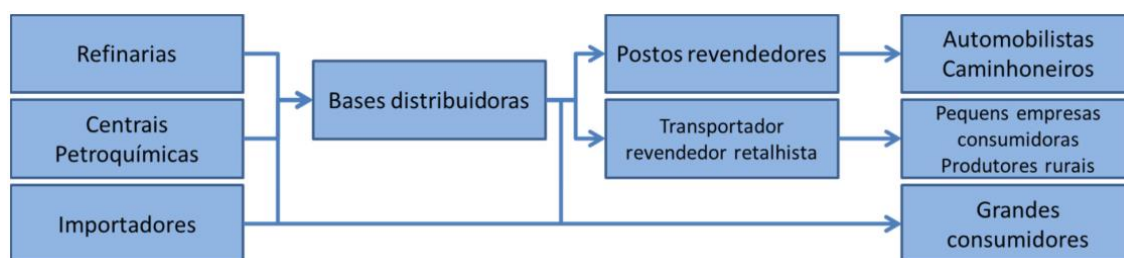 Refinarias
Centrais
Petroquímicas
Importadores
Bases distribuidoras
Postos revendedores
Transportador
revendedor retalhista
Automobilistas
Caminhoneiros
Pequens empresas
consumidoras
Produtores rurais
Grandes
consumidores